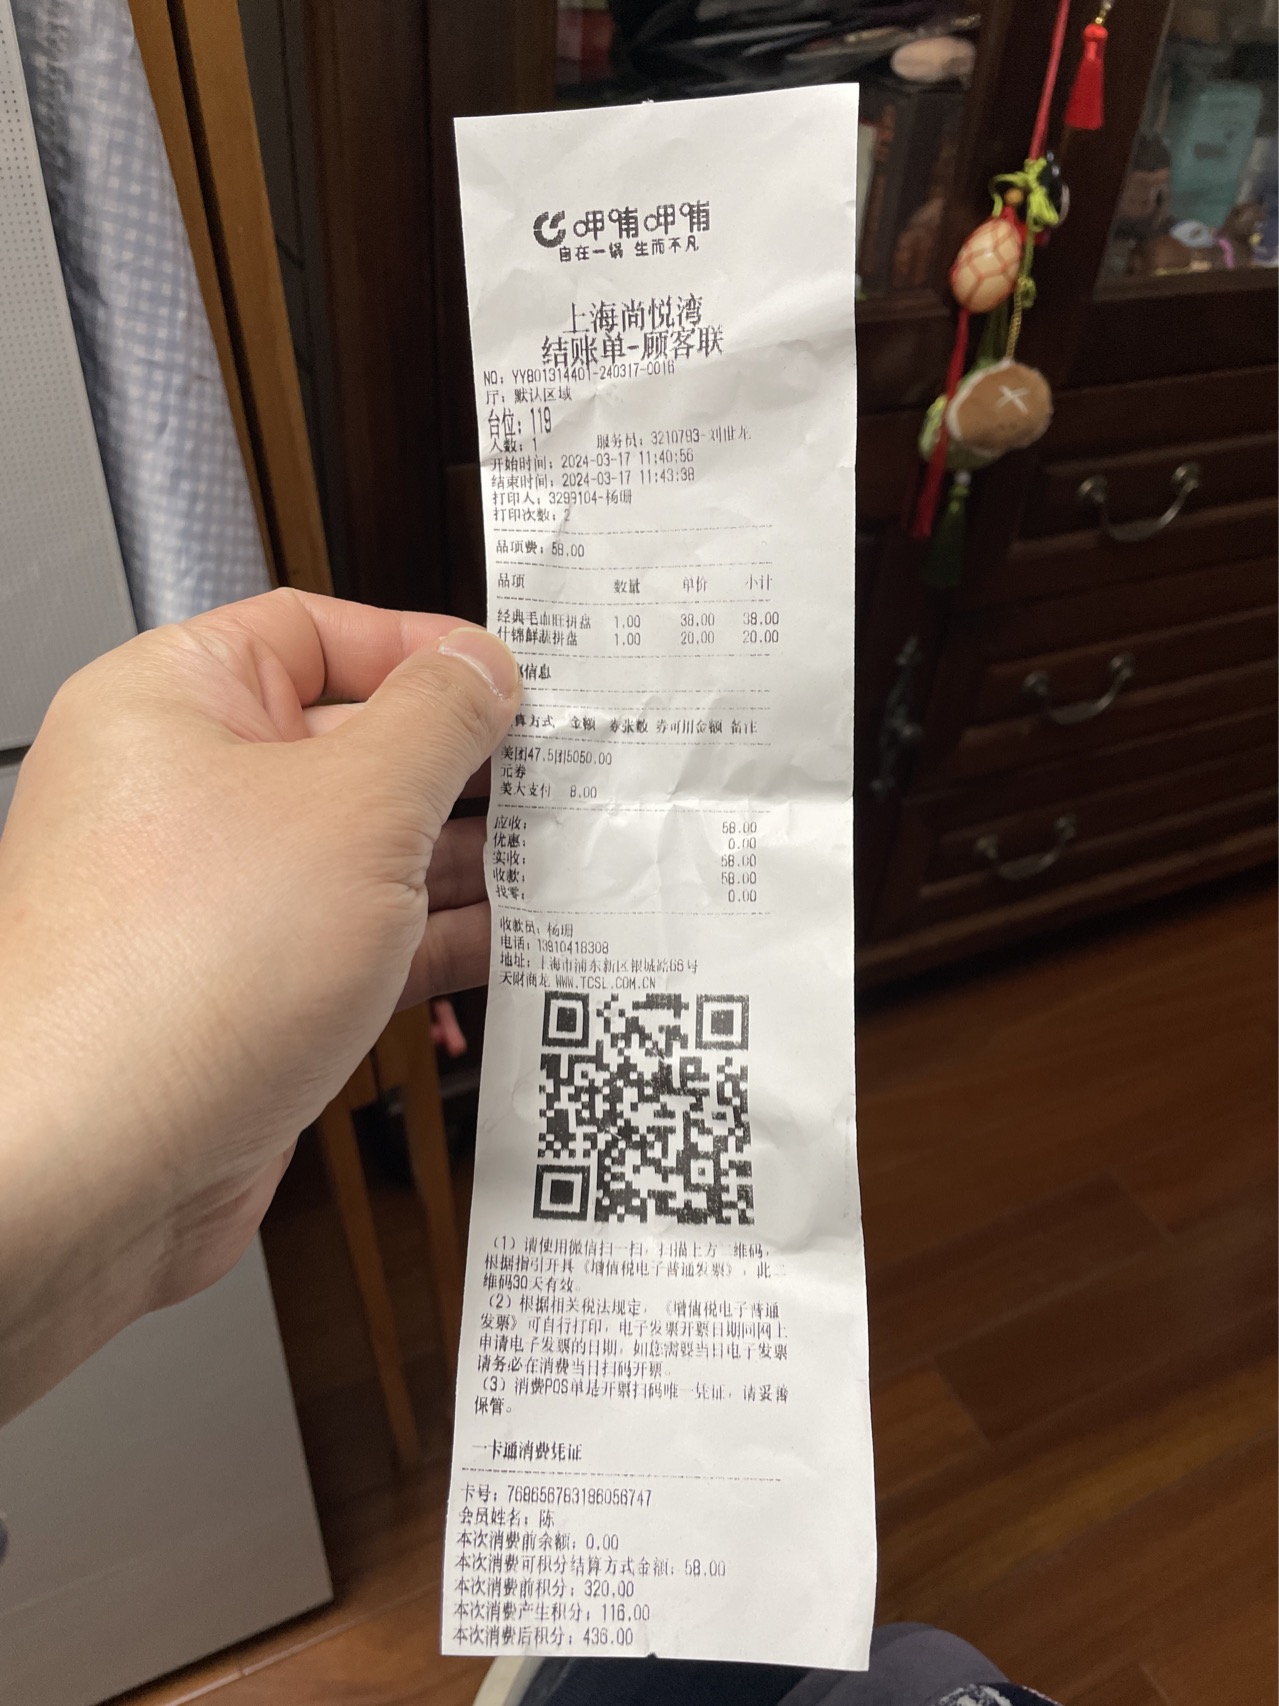 呷哺呷哺
自在一锅 生而不凡
上海尚悦湾
结账单-顾客联
NO: YYB01314401-240317-0016
厅: 默认区域
台位: 119
人数: 1 服务员: 3210793-刘世龙
开始时间: 2024-03-17 11:40:56
结束时间: 2024-03-17 11:43:38
打印人: 3299104-杨珊
打印次数: 2
品项费: 58.00
品项 数量 单价 小计
经典毛血旺拼盘 1.00 38.00 38.00
什锦鲜蔬拼盘 1.00 20.00 20.00
信息
算方式 金额 券张数 券可用金额 备注
美团47.5团5050.00
元券
美大支付 8.00
应收: 58.00
优惠: 0.00
实收: 58.00
收款: 58.00
找零: 0.00
收款员: 杨珊
电话: 13910418308
地址: 上海市浦东新区银城路66号
天财商龙 WWW.TCSL.COM.CN
(1) 请使用微信扫一扫, 扫描上方二维码,
根据指引开具《增值税电子普通发票》, 此二
维码30天有效。
(2) 根据相关税法规定, 《增值税电子普通
发票》可自行打印, 电子发票开票日期同网上
申请电子发票的日期, 如您需要当日电子发票
请务必在消费当日扫码开票。
(3) 消费POS单是开票扫码唯一凭证, 请妥善
保管。
一卡通消费凭证
卡号: 768656783186056747
会员姓名: 陈
本次消费前余额: 0.00
本次消费可积分结算方式金额: 58.00
本次消费前积分: 320.00
本次消费产生积分: 116.00
本次消费后积分: 436.00